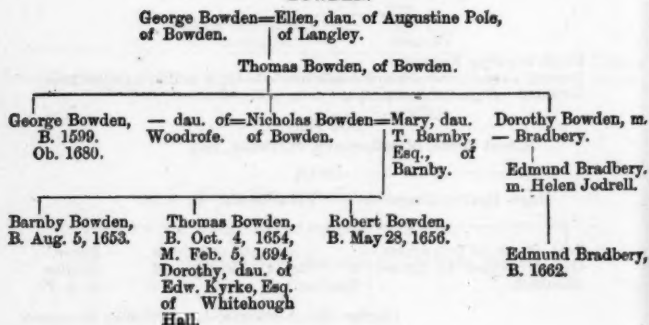 George Bowden=Ellen, dau. of Augustine Pole,
of Bowden. of Langley.
Thomas Bowden, of Bowden.
George Bowden,
B. 1599.
Ob. 1680.
— dau. of=Nicholas Bowden=Mary, dau.
Woodrofe. of Bowden. T. Barnby,
Esq., of
Barnby.
Dorothy Bowden, m.
— Bradbery.
Edmund Bradbery.
m. Helen Jodrell.
Barnby Bowden,
B. Aug. 5, 1653.
Thomas Bowden,
B. Oct. 4, 1654,
M. Feb. 5, 1694,
Dorothy, dau. of
Edw. Kyrke, Esq.
of Whitehough
Hall.
Robert Bowden,
B. May 28, 1656.
Edmund Bradbery,
B. 1662.